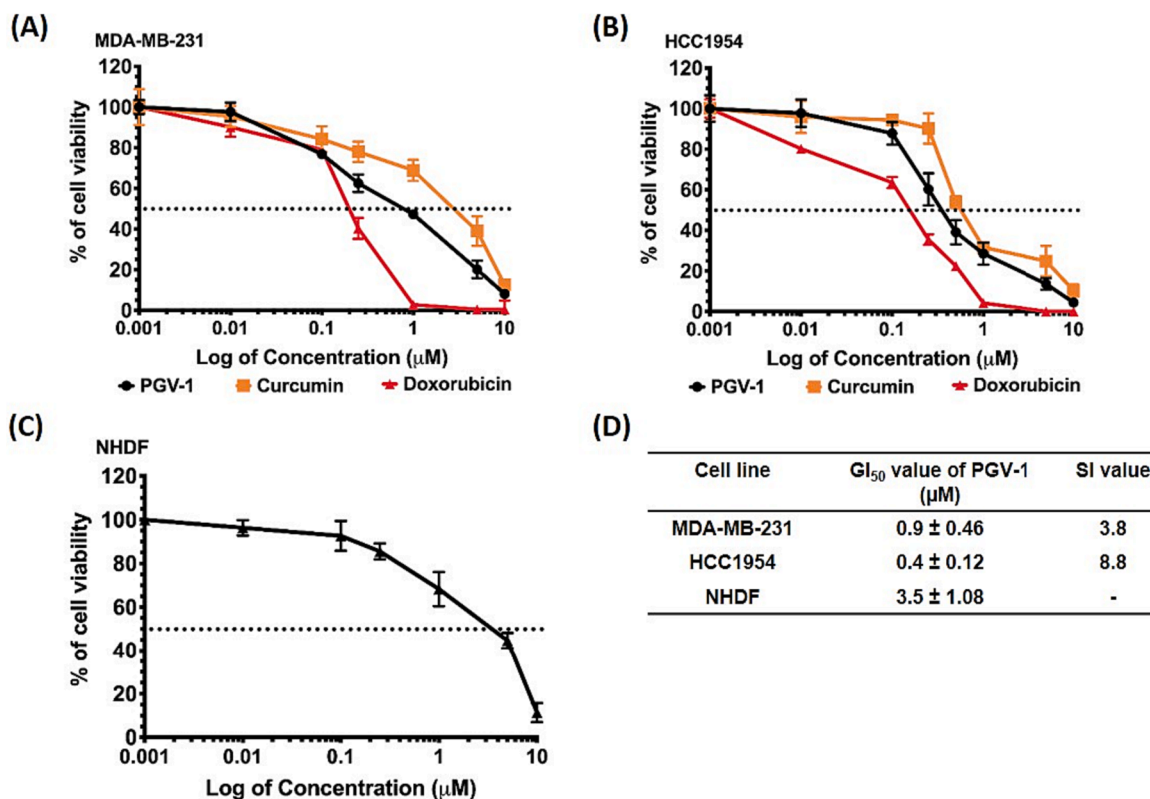 (A)
MDA-MB-231
% of cell viability
120
100
80
60
40
20
0
0.001 0.01 0.1 1 10
Log of Concentration (μM)
PGV-1 Curcumin Doxorubicin
(B)
HCC1954
% of cell viability
120
100
80
60
40
20
0
0.001 0.01 0.1 1 10
Log of Concentration (μM)
PGV-1 Curcumin Doxorubicin
(C)
NHDF
% of cell viability
120
100
80
60
40
20
0
0.001 0.01 0.1 1 10
Log of Concentration (μM)
(D)
Cell line GI₅₀ value of PGV-1 SI value
(μM)
MDA-MB-231 0.9 ± 0.46 3.8
HCC1954 0.4 ± 0.12 8.8
NHDF 3.5 ± 1.08 -